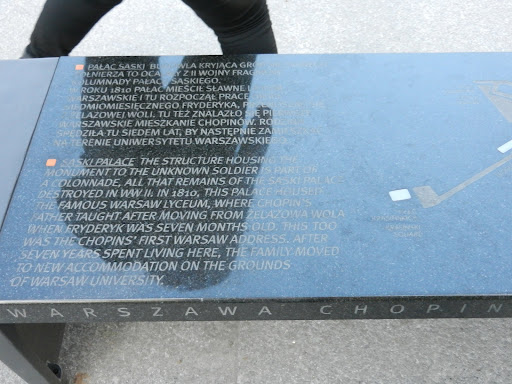 PAŁAC SASKI BUDOWLA KRYJĄCA
ŻOŁNIERZA TO OCALAŁY Z II WOJNY
KOLUMNADY PAŁACU SASKIEGO.
W ROKU 1810 PAŁAC MIEŚCIŁ SŁAWNE
WARSZAWSKIE I TU ROZPOCZĄŁ PRACĘ
SIEDMIOMIESIĘCZNEGO FRYDERYKA,
ŻELAZOWEJ WOLI. TU TEŻ ZNALAZŁO SIĘ
WARSZAWSKIE MIESZKANIE CHOPINÓW.
SPĘDZIŁA TU SIEDEM LAT, BY NASTĘPNIE
NA TERENIE UNIWERSYTETU WARSZAWSKIEGO.
SASKI PALACE THE STRUCTURE HOUSING THE
MONUMENT TO THE UNKNOWN SOLDIER IS PART OF
A COLONNADE, ALL THAT REMAINS OF THE SASKI PALACE
DESTROYED IN WW.II. IN 1810, THIS PALACE HOUSED
THE FAMOUS WARSAW LYCEUM, WHERE CHOPIN'S
FATHER TAUGHT AFTER MOVING FROM ŻELAZOWA WOLA
WHEN FRYDERYK WAS SEVEN MONTHS OLD. THIS TOO
WAS THE CHOPINS' FIRST WARSAW ADDRESS. AFTER
SEVEN YEARS SPENT LIVING HERE, THE FAMILY MOVED
TO NEW ACCOMMODATION ON THE GROUNDS
OF WARSAW UNIVERSITY.
WARSZAWA CHOPIN